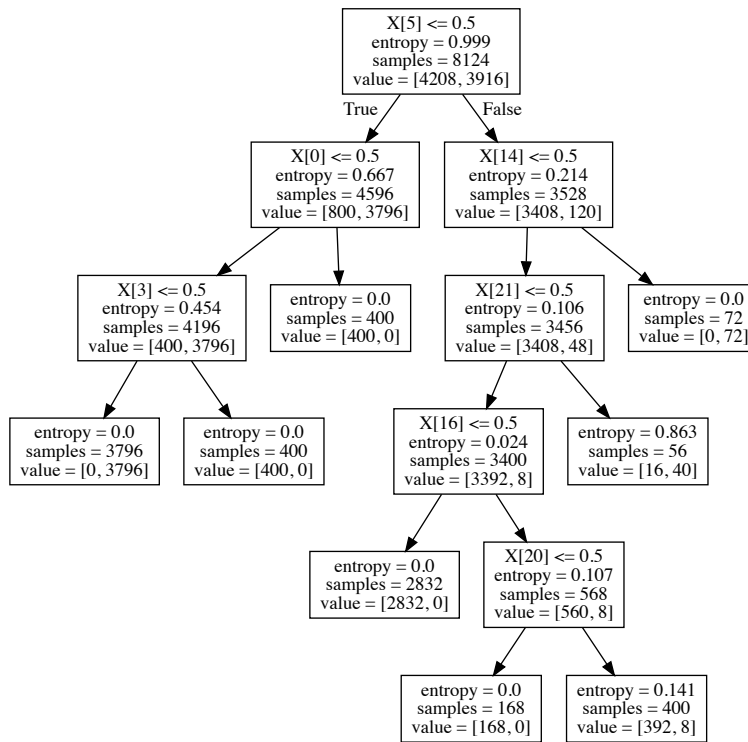 X[5] <= 0.5
entropy = 0.999
samples = 8124
value = [4208, 3916]
True
False
X[0] <= 0.5
entropy = 0.667
samples = 4596
value = [800, 3796]
X[14] <= 0.5
entropy = 0.214
samples = 3528
value = [3408, 120]
X[3] <= 0.5
entropy = 0.454
samples = 4196
value = [400, 3796]
entropy = 0.0
samples = 400
value = [400, 0]
X[21] <= 0.5
entropy = 0.106
samples = 3456
value = [3408, 48]
entropy = 0.0
samples = 72
value = [0, 72]
entropy = 0.0
samples = 3796
value = [0, 3796]
entropy = 0.0
samples = 400
value = [400, 0]
X[16] <= 0.5
entropy = 0.024
samples = 3400
value = [3392, 8]
entropy = 0.863
samples = 56
value = [16, 40]
entropy = 0.0
samples = 2832
value = [2832, 0]
X[20] <= 0.5
entropy = 0.107
samples = 568
value = [560, 8]
entropy = 0.0
samples = 168
value = [168, 0]
entropy = 0.141
samples = 400
value = [392, 8]